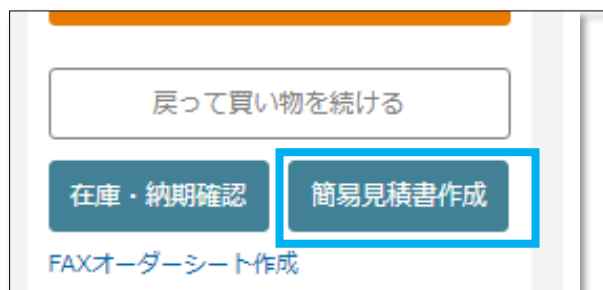 戻って買い物を続ける
在庫・納期確認
簡易見積書作成
FAXオーダーシート作成